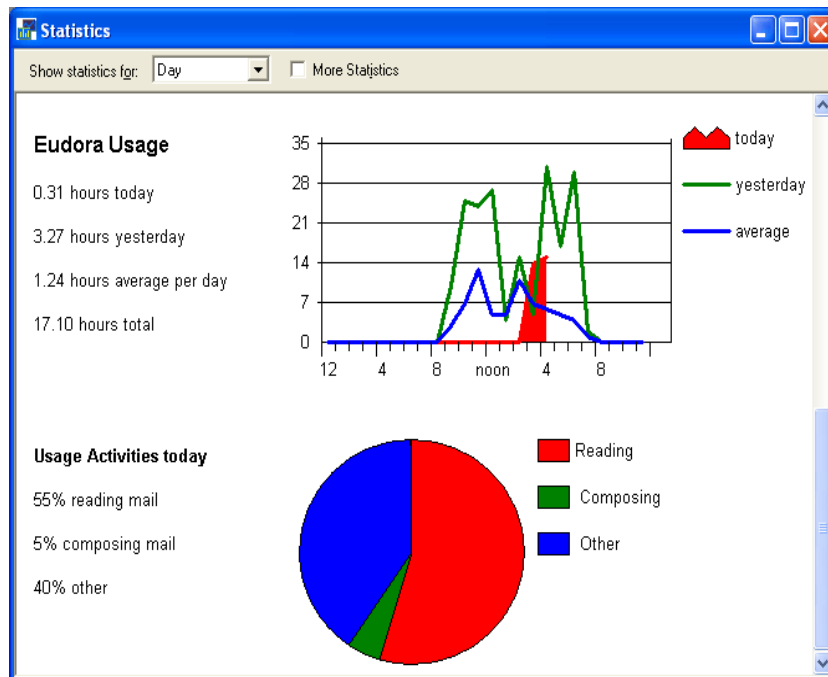 Statistics
Show statistics for: Day More Statistics
Eudora Usage
0.31 hours today
3.27 hours yesterday
1.24 hours average per day
17.10 hours total
35
28
21
14
7
0
12 4 8 noon 4 8
today
yesterday
average
Usage Activities today
55% reading mail
5% composing mail
40% other
Reading
Composing
Other